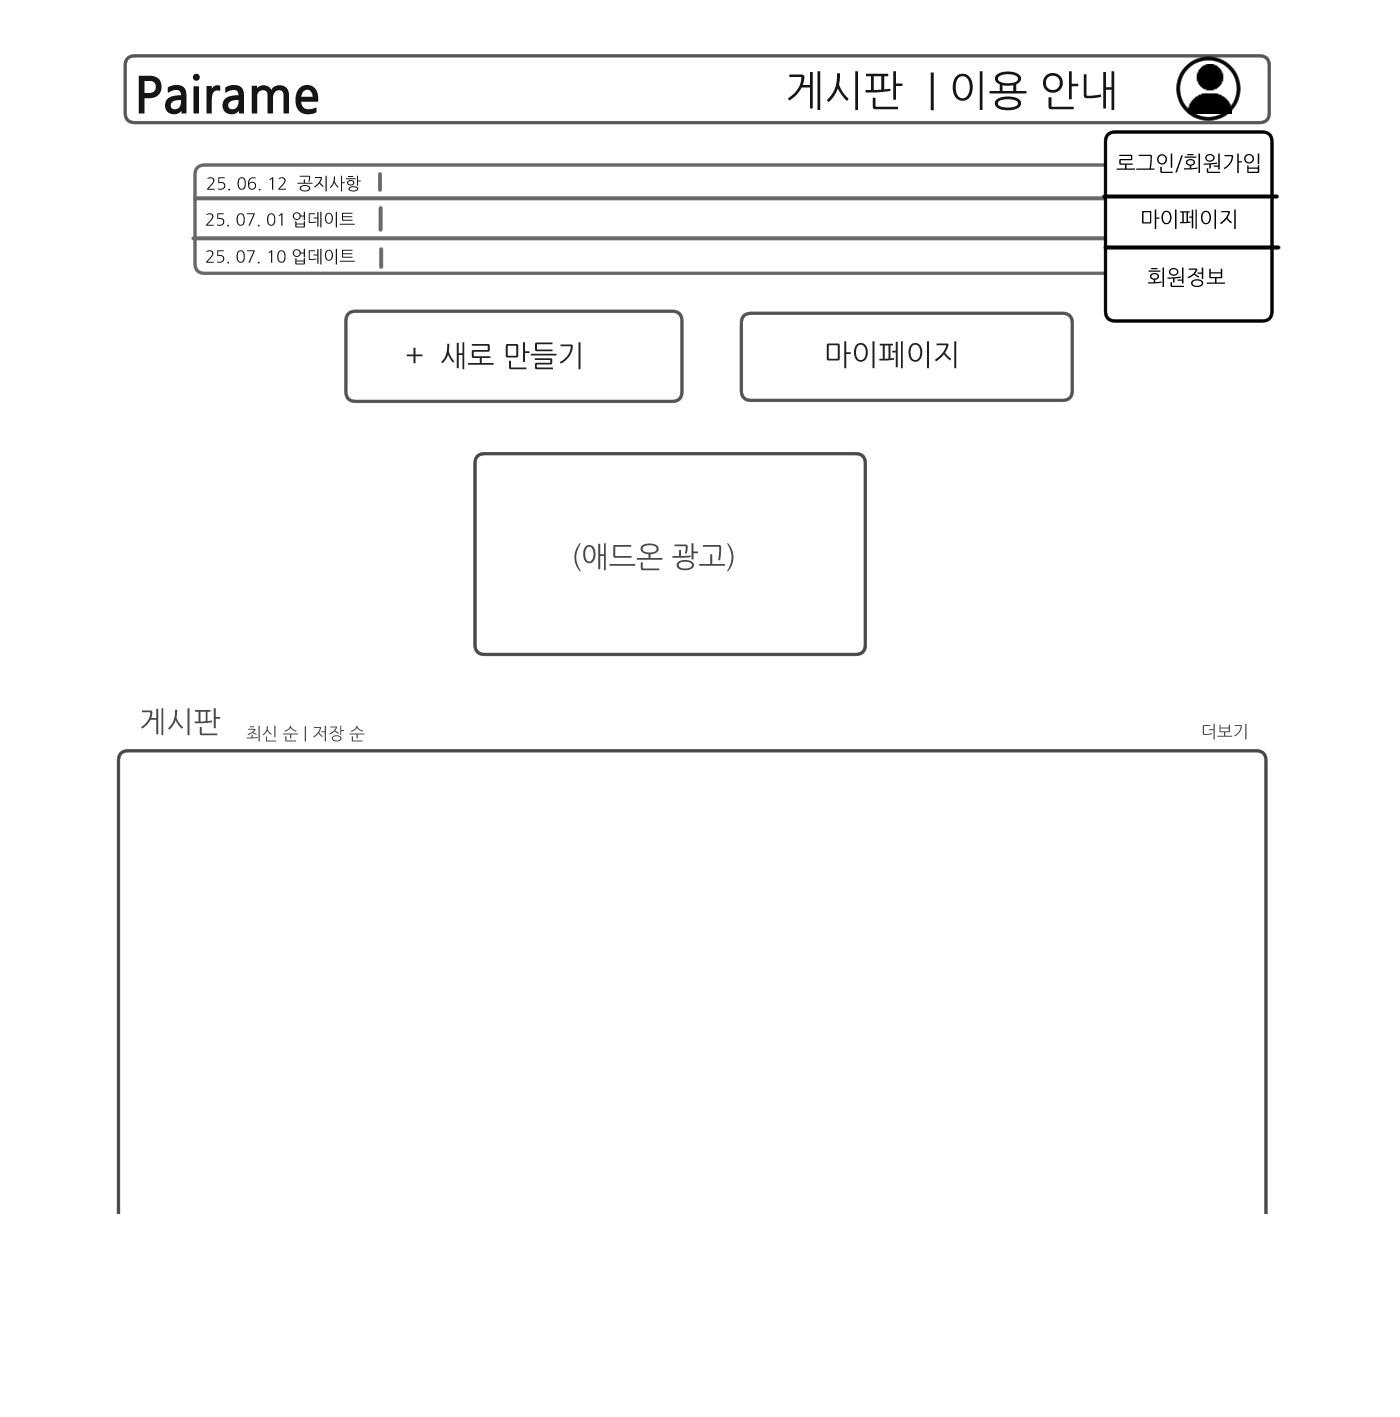 Pairame
게시판 | 이용 안내
로그인/회원가입
마이페이지
회원정보
25. 06. 12 공지사항
25. 07. 01 업데이트
25. 07. 10 업데이트
+ 새로 만들기
마이페이지
(애드온 광고)
게시판
최신 순 | 저장 순
더보기